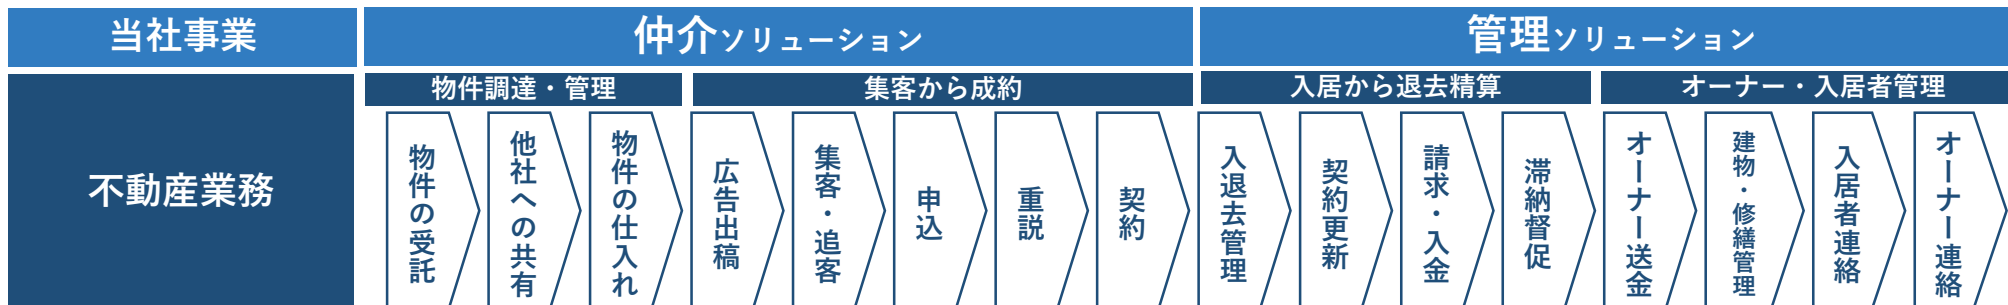 当社事業
仲介ソリューション
管理ソリューション
不動産業務
物件調達・管理
集客から成約
入居から退去精算
オーナー・入居者管理
物件の受託
他社への共有
物件の仕入れ
広告出稿
集客・追客
申込
重説
契約
入退去管理
契約更新
請求・入金
滞納督促
オーナー送金
建物・修繕管理
入居者連絡
オーナー連絡